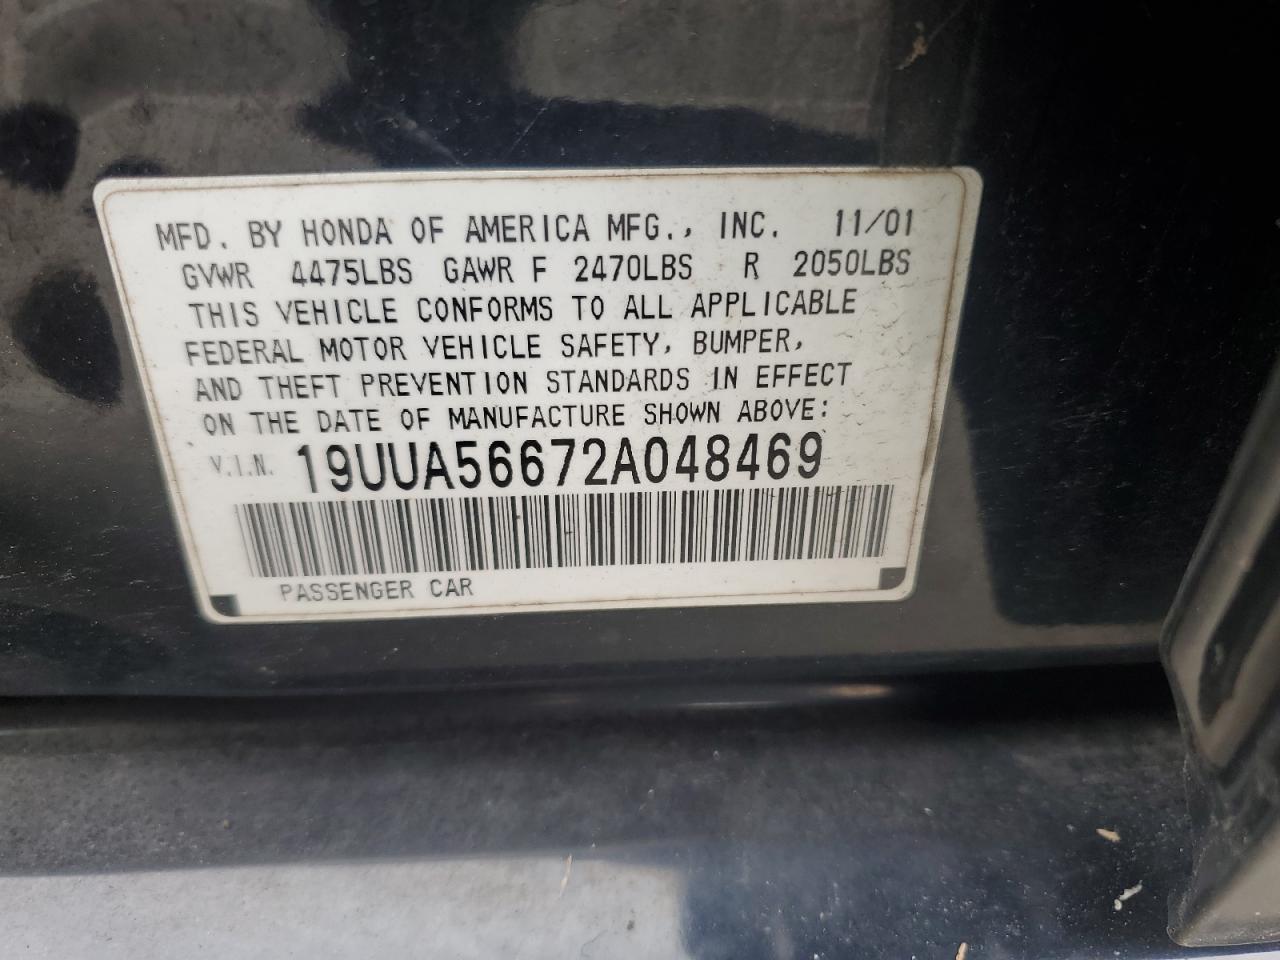 MFD. BY HONDA OF AMERICA MFG., INC. 11/01
GVWR 4475LBS GAWR F 2470LBS R 2050LBS
THIS VEHICLE CONFORMS TO ALL APPLICABLE
FEDERAL MOTOR VEHICLE SAFETY, BUMPER,
AND THEFT PREVENTION STANDARDS IN EFFECT
ON THE DATE OF MANUFACTURE SHOWN ABOVE:
V.I.N. 19UUA56672A048469
PASSENGER CAR